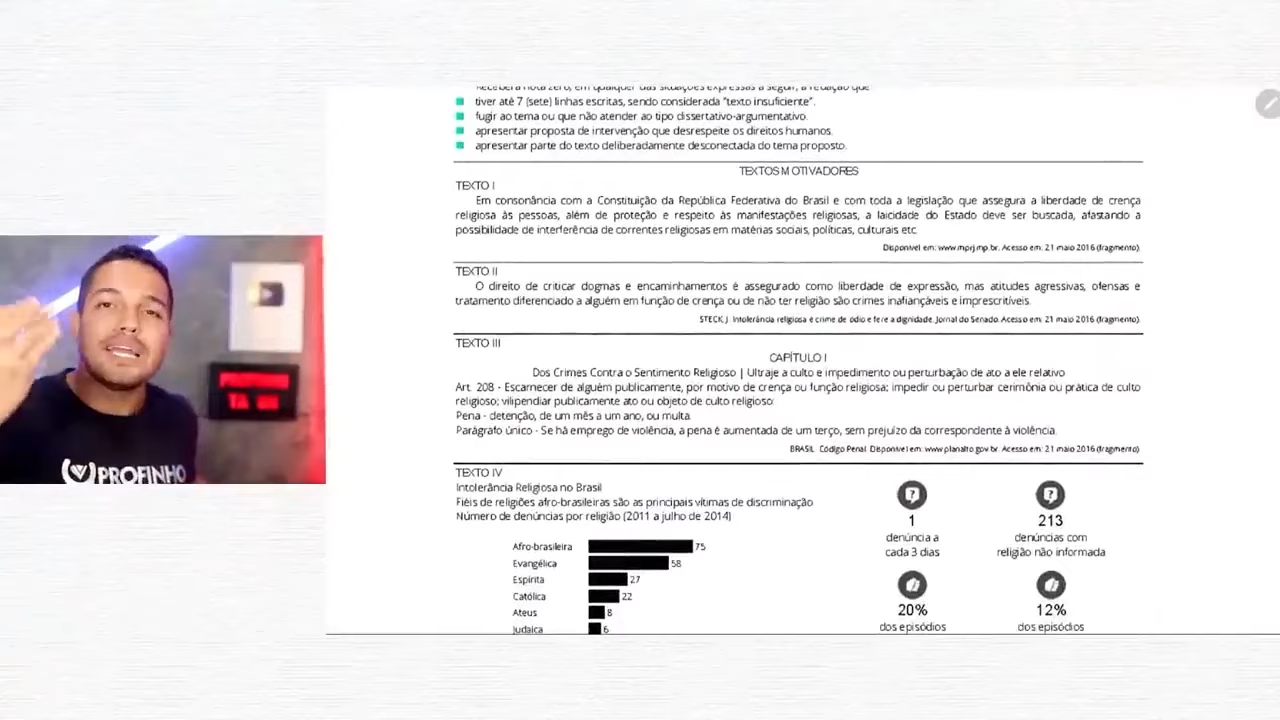 Receberá nota zero, em qualquer das situações expressas a seguir, a redação que
tiver até 7 (sete) linhas escritas, sendo considerada "texto insuficiente".
fugir ao tema ou que não atender ao tipo dissertativo-argumentativo.
apresentar proposta de intervenção que desrespeite os direitos humanos.
apresentar parte do texto deliberadamente desconectada do tema proposto.
TEXTOS MOTIVADORES
TEXTO I
Em consonância com a Constituição da República Federativa do Brasil e com toda a legislação que assegura a liberdade de crença
religiosa às pessoas, além de proteção e respeito às manifestações religiosas, a laicidade do Estado deve ser buscada, afastando a
possibilidade de interferência de correntes religiosas em matérias sociais, políticas, culturais etc.
Disponível em: www.mprj.mp.br. Acesso em: 21 maio 2016 (fragmento).
TEXTO II
O direito de criticar dogmas e encaminhamentos é assegurado como liberdade de expressão, mas atitudes agressivas, ofensas e
tratamento diferenciado a alguém em função de crença ou de não ter religião são crimes inafiançáveis e imprescritíveis.
STECK, J. Intolerância religiosa é crime de ódio e fere a dignidade. Jornal do Senado. Acesso em: 21 maio 2016 (fragmento).
TEXTO III
CAPÍTULO I
Dos Crimes Contra o Sentimento Religioso | Ultraje a culto e impedimento ou perturbação de ato a ele relativo
Art. 208 - Escarnecer de alguém publicamente, por motivo de crença ou função religiosa; impedir ou perturbar cerimônia ou prática de culto
religioso; vilipendiar publicamente ato ou objeto de culto religioso:
Pena - detenção, de um mês a um ano, ou multa.
Parágrafo único - Se há emprego de violência, a pena é aumentada de um terço, sem prejuízo da correspondente à violência.
BRASIL. Código Penal. Disponível em: www.planalto.gov.br. Acesso em: 21 maio 2016 (fragmento)
TEXTO IV
Intolerância Religiosa no Brasil
Fiéis de religiões afro-brasileiras são as principais vítimas de discriminação
Número de denúncias por religião (2011 a julho de 2014)
Afro-brasileira 75
Evangélica 58
Espírita 27
Católica 22
Ateus 8
Judaica 6
1
denúncia a
cada 3 dias
213
denúncias com
religião não informada
20%
dos episódios
12%
dos episódios
PROFINHO
TÁ ON